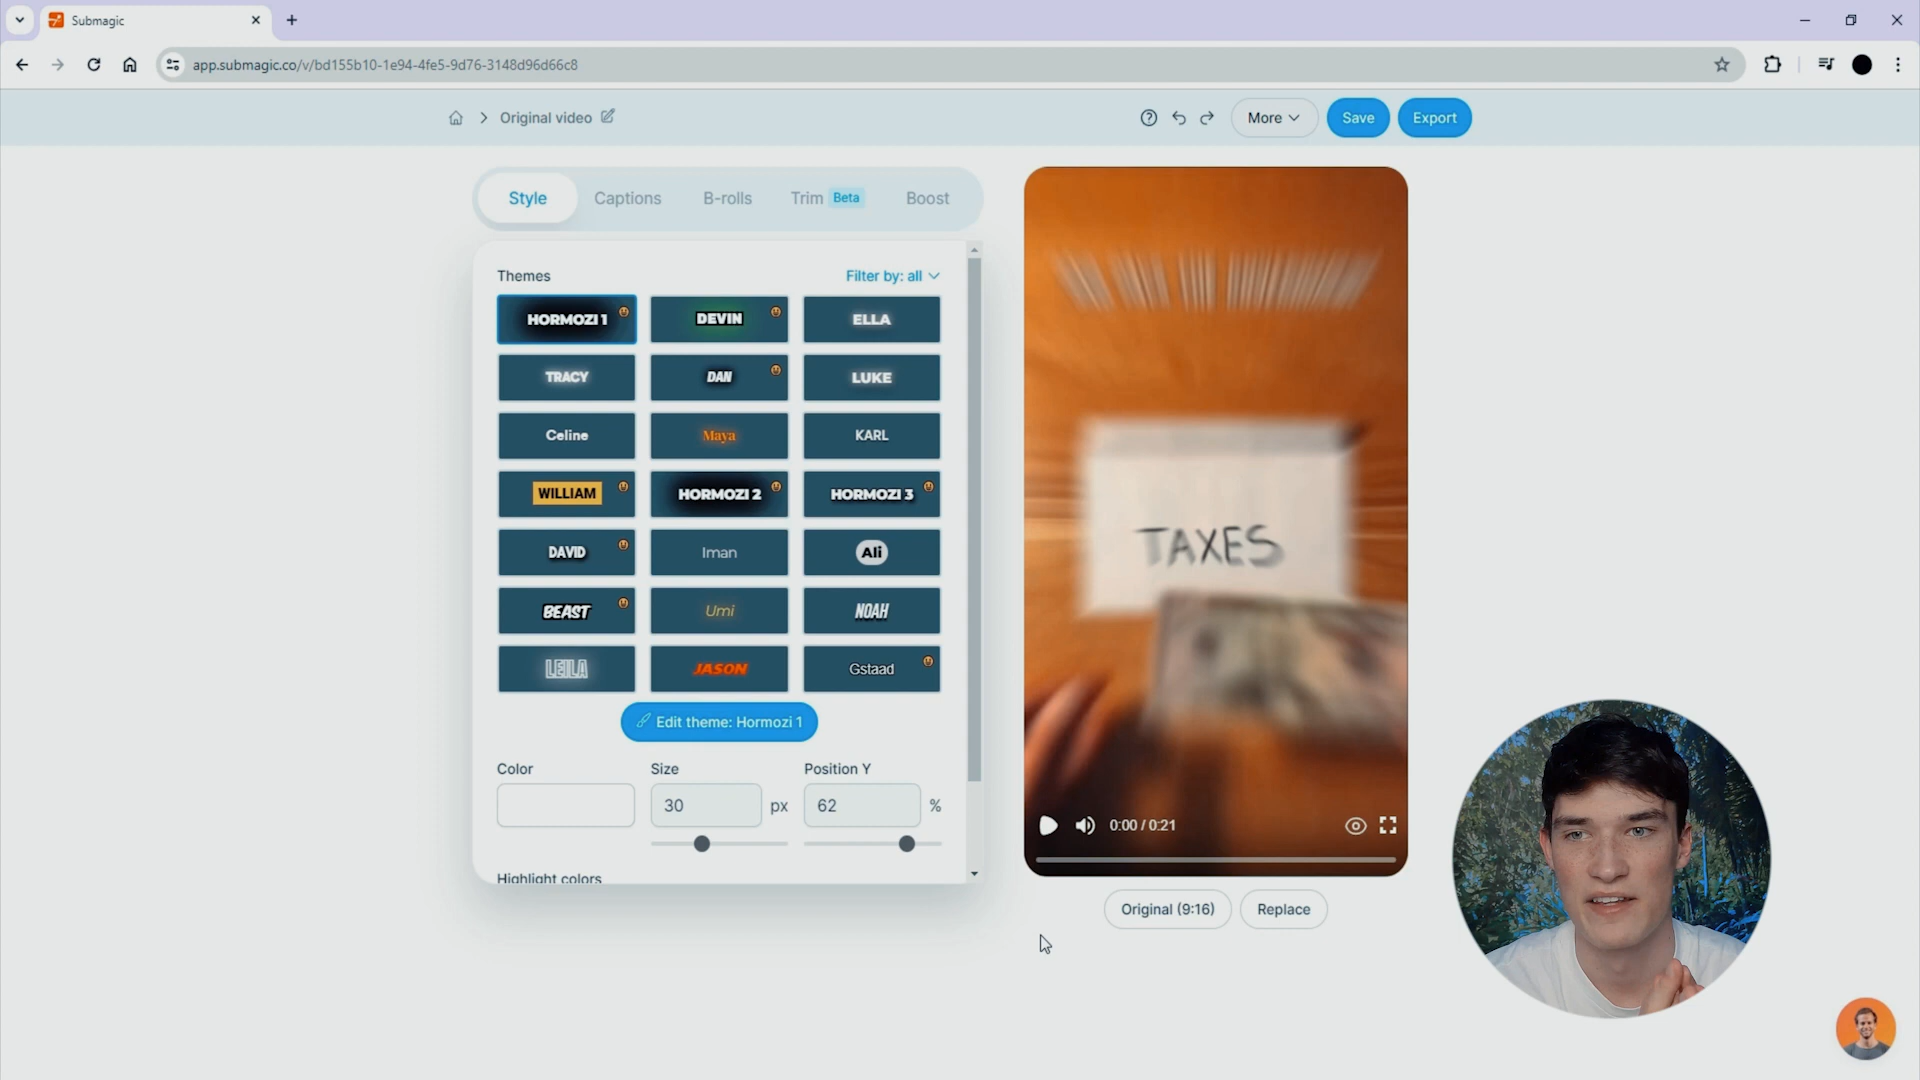 Submagic
app.submagic.co/v/bd155b10-1e94-4fe5-9d76-3148d96d66c8
Original video
More
Save
Export
Style
Captions
B-rolls
Trim Beta
Boost
Themes
Filter by: all
HORMOZI 1
DEVIN
ELLA
TRACY
DAN
LUKE
Celine
Maya
KARL
WILLIAM
HORMOZI 2
HORMOZI 3
DAVID
Iman
Ali
BEAST
Umi
NOAH
LEILA
JASON
Gstaad
Edit theme: Hormozi 1
Color
Size
Position Y
30 px
62 %
Highlight colors
TAXES
0:00 / 0:21
Original (9:16)
Replace